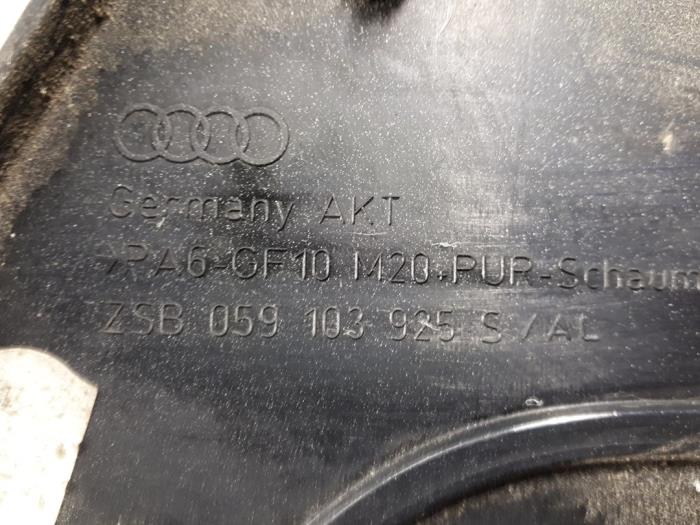 Germany AKT
>PA6-GF10 M20+PUR-Schaum
ZSB 059 103 925 S /AL